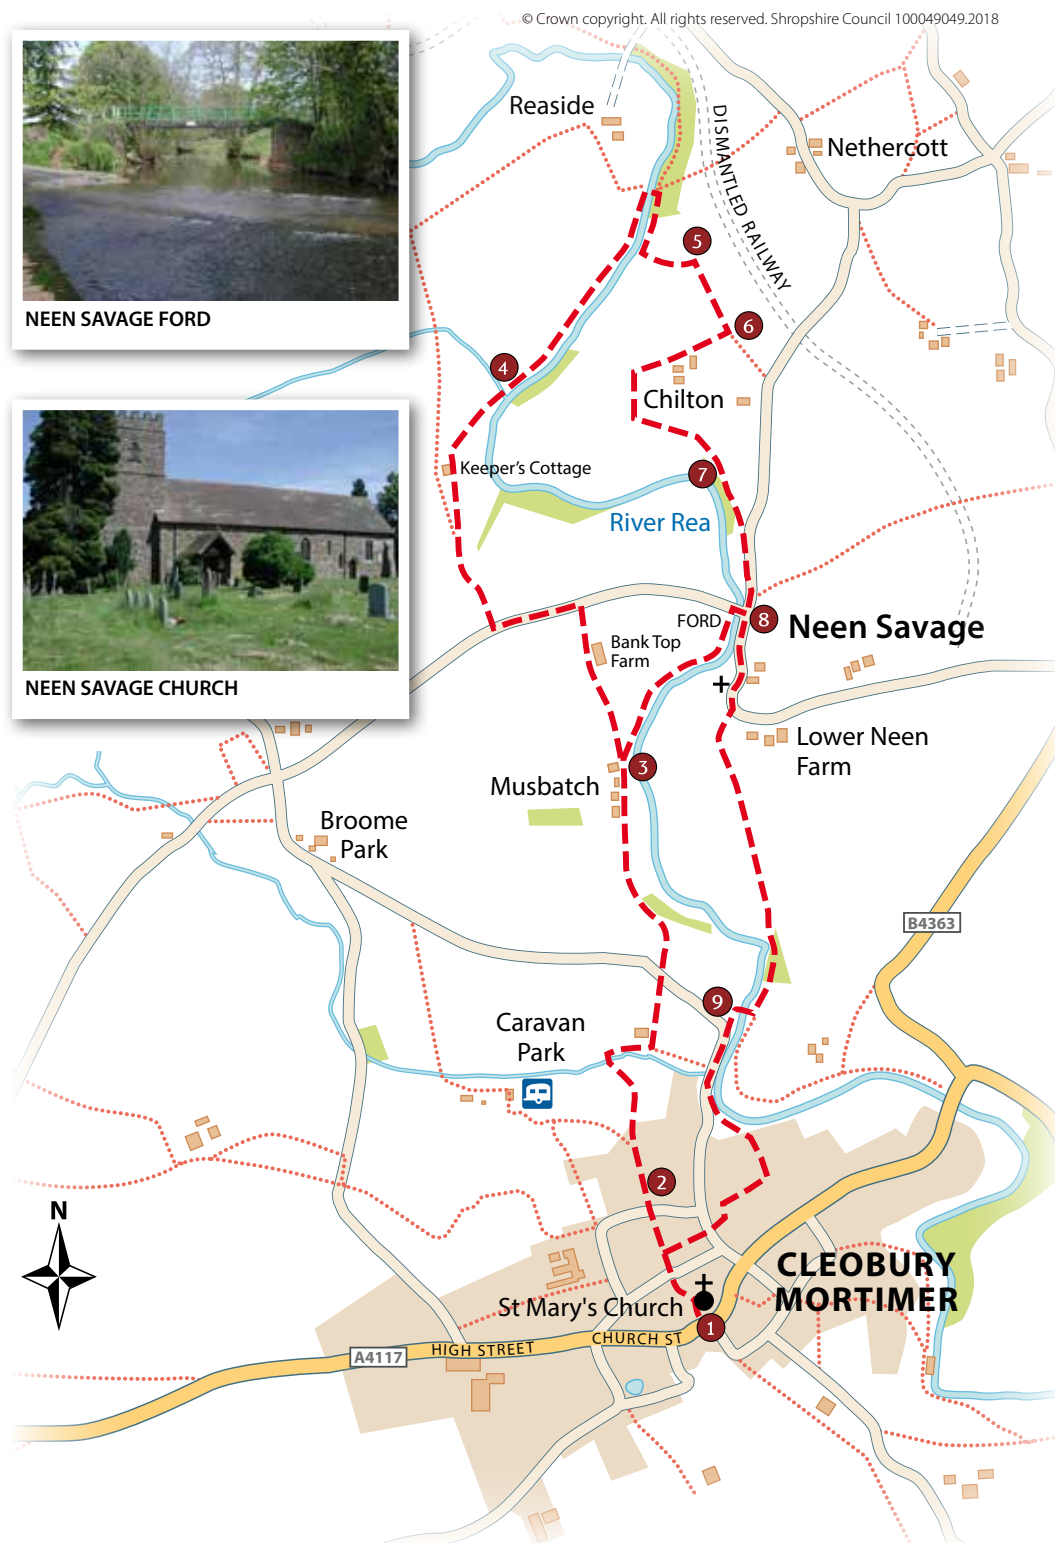 © Crown copyright. All rights reserved. Shropshire Council 100049049.2018
NEEN SAVAGE FORD
NEEN SAVAGE CHURCH
Reaside
DISMANTLED RAILWAY
Nethercott
5
6
4
Chilton
Keeper's Cottage
7
River Rea
FORD
8
Neen Savage
Bank Top
Farm
Lower Neen
Farm
3
Musbatch
Broome
Park
B4363
9
Caravan
Park
2
N
CLEOBURY
MORTIMER
St Mary's Church
1
CHURCH ST
HIGH STREET
A4117